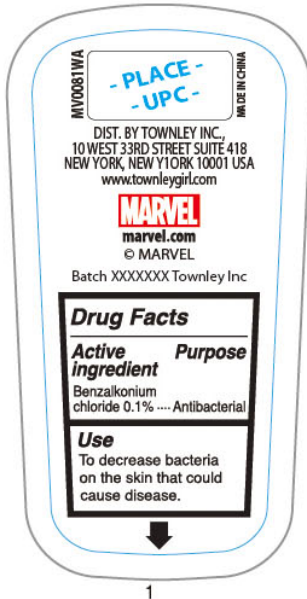 MV0081WA
- PLACE -
- UPC -
MADE IN CHINA
DIST. BY TOWNLEY INC.,
10 WEST 33RD STREET SUITE 418
NEW YORK, NEW Y1ORK 10001 USA
www.townleygirl.com
MARVEL
marvel.com
© MARVEL
Batch XXXXXXX Townley Inc
Drug Facts
Active Purpose
ingredient
Benzalkonium
chloride 0.1% ···· Antibacterial
Use
To decrease bacteria
on the skin that could
cause disease.
1